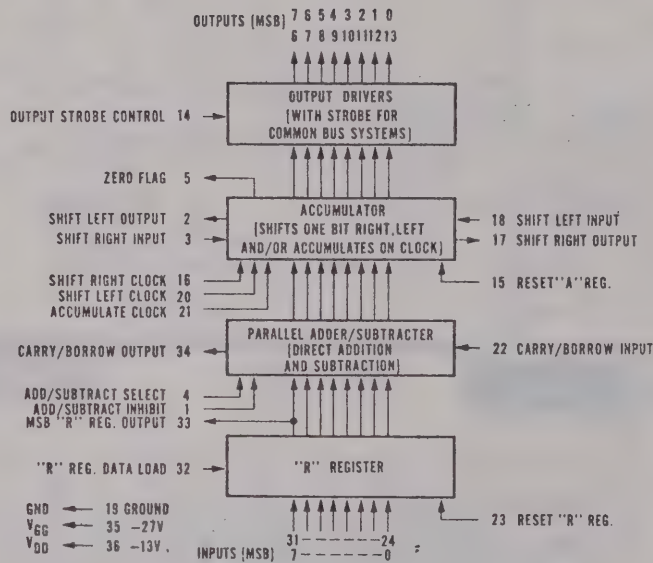 OUTPUTS [MSB] 7 6 5 4 3 2 1 0
6 7 8 9 10 11 12 13
OUTPUT DRIVERS
[WITH STROBE FOR
COMMON BUS SYSTEMS]
OUTPUT STROBE CONTROL 14
ZERO FLAG 5
ACCUMULATOR
[SHIFTS ONE BIT RIGHT, LEFT
AND/OR ACCUMULATES ON CLOCK]
SHIFT LEFT OUTPUT 2
SHIFT RIGHT INPUT 3
18 SHIFT LEFT INPUT
17 SHIFT RIGHT OUTPUT
SHIFT RIGHT CLOCK 16
SHIFT LEFT CLOCK 20
ACCUMULATE CLOCK 21
15 RESET "A" REG.
PARALLEL ADDER/SUBTRACTER
[DIRECT ADDITION
AND SUBTRACTION]
CARRY/BORROW OUTPUT 34
22 CARRY/BORROW INPUT
ADD/SUBTRACT SELECT 4
ADD/SUBTRACT INHIBIT 1
MSB "R" REG. OUTPUT 33
"R" REG. DATA LOAD 32
"R" REGISTER
23 RESET "R" REG.
GND 19 GROUND
VGG 35 -27V
VDD 36 -13V
31-----24
INPUTS [MSB] 7-----0